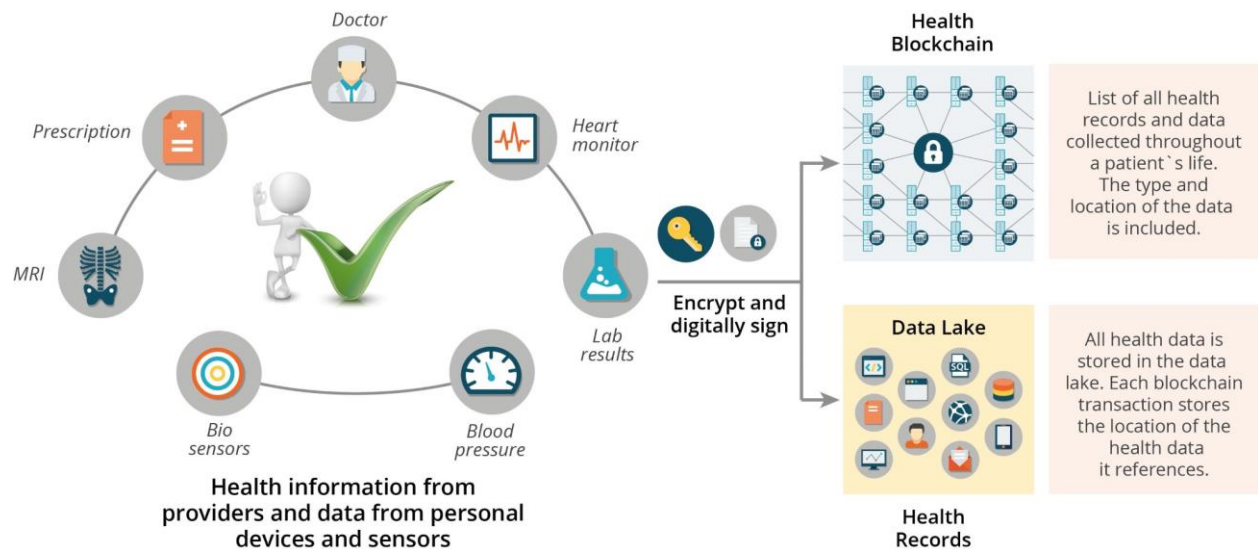 Doctor
Prescription
Heart
monitor
MRI
Lab
results
Bio
sensors
Blood
pressure
Health information from
providers and data from personal
devices and sensors
Encrypt and
digitally sign
Health
Blockchain
List of all health
records and data
collected throughout
a patient`s life.
The type and
location of the data
is included.
Data Lake
SQL
</>
All health data is
stored in the data
lake. Each blockchain
transaction stores
the location of the
health data
it references.
Health
Records